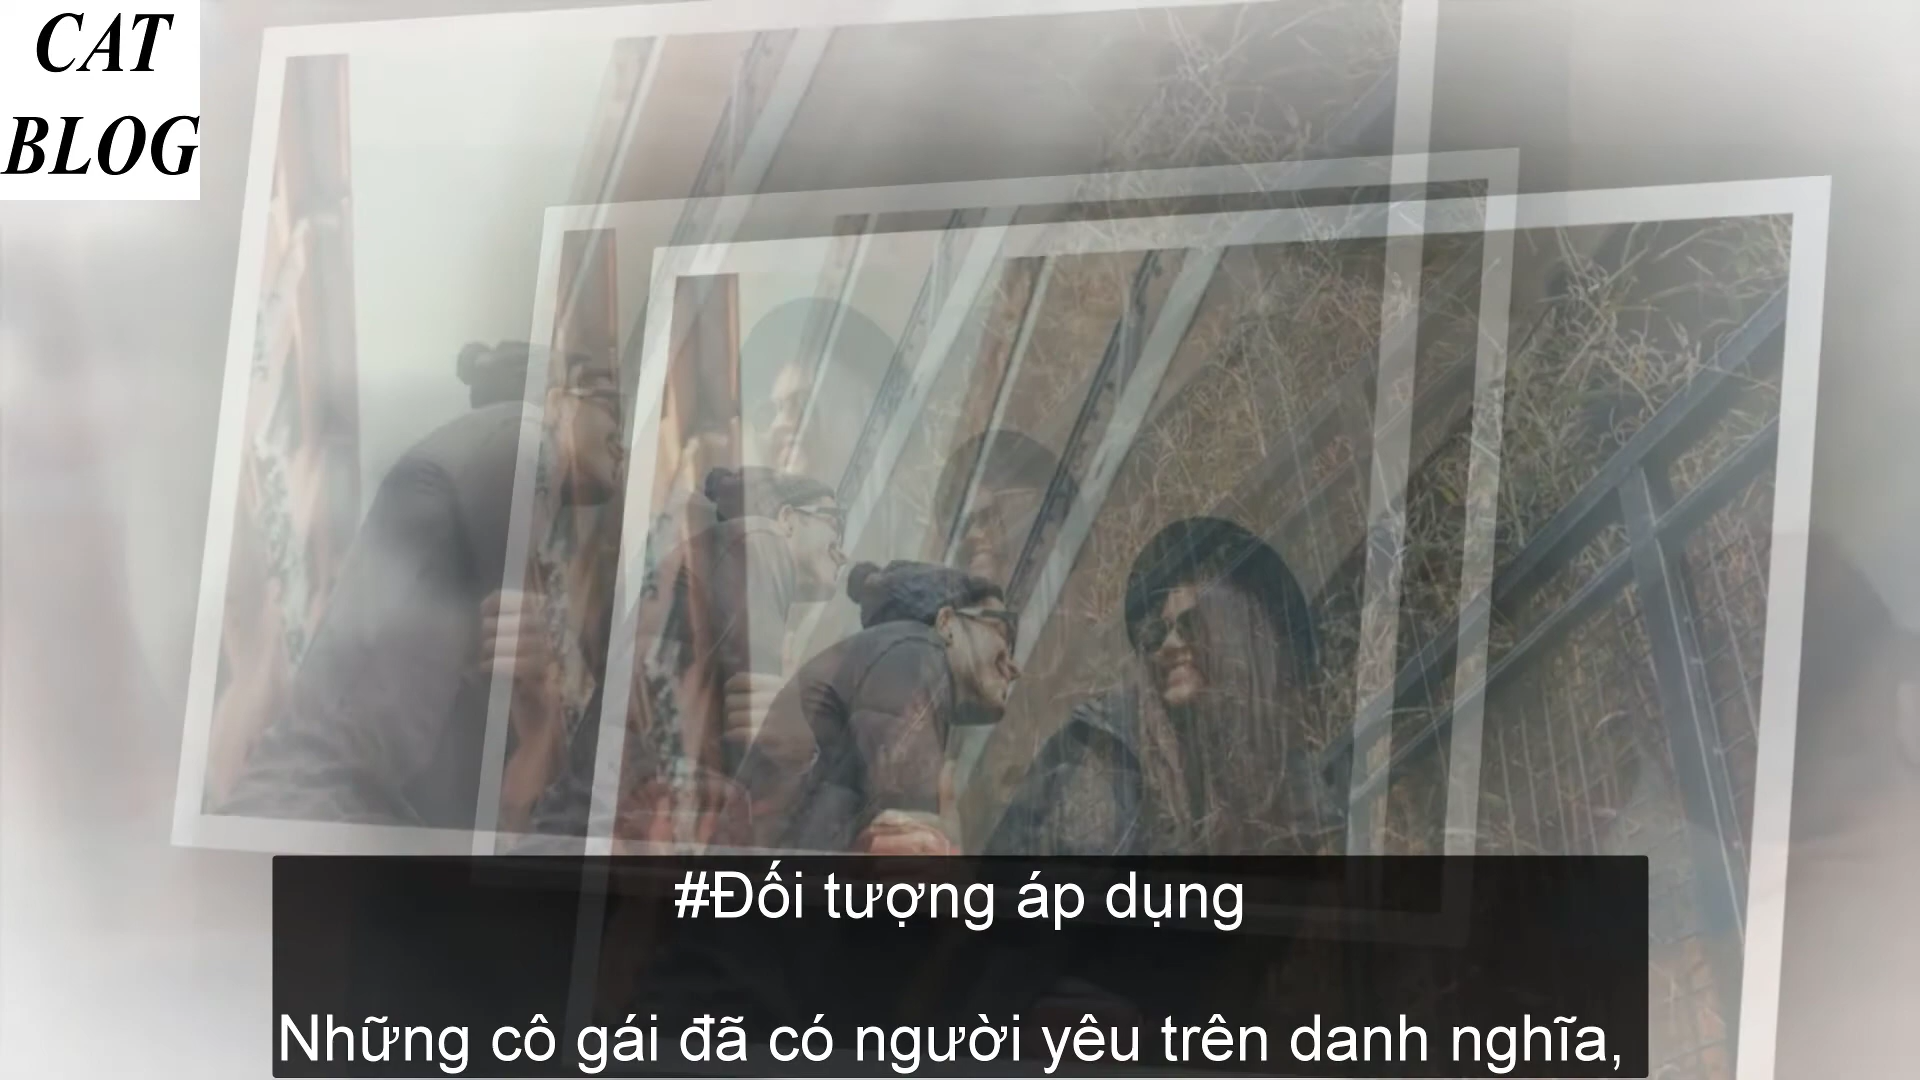 CAT
BLOG
#Đối tượng áp dụng
Những cô gái đã có người yêu trên danh nghĩa,